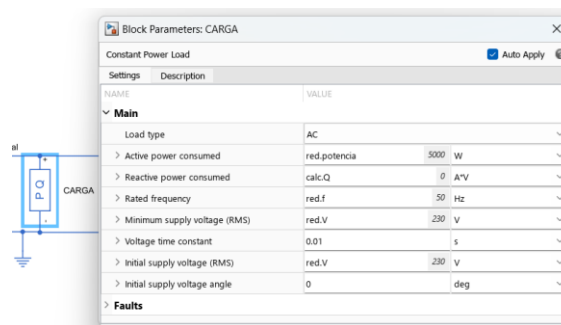 Block Parameters: CARGA
Constant Power Load Auto Apply
Settings Description
NAME VALUE
Main
Load type AC
Active power consumed red.potencia 5000 W
Reactive power consumed calc.Q 0 A*V
Rated frequency red.f 50 Hz
Minimum supply voltage (RMS) red.V 230 V
Voltage time constant 0.01 s
Initial supply voltage (RMS) red.V 230 V
Initial supply voltage angle 0 deg
Faults
al
+
PQ
CARGA
-